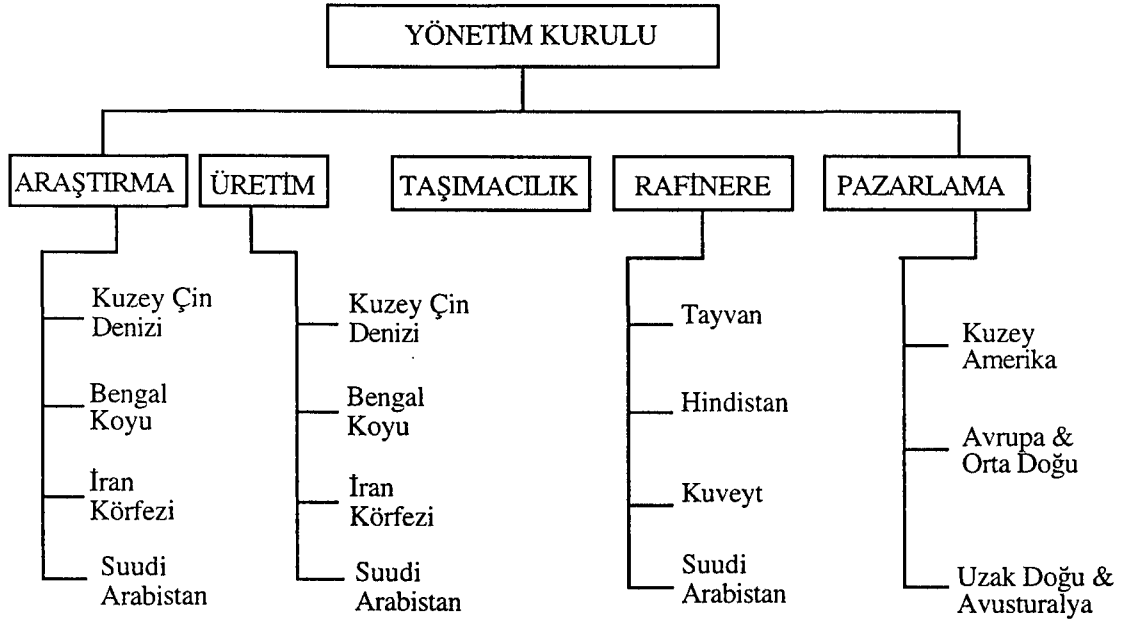 YÖNETİM KURULU
ARAŞTIRMA
ÜRETİM
TAŞIMACILIK
RAFİNERE
PAZARLAMA
Kuzey Çin
Denizi
Bengal
Koyu
İran
Körfezi
Suudi
Arabistan
Kuzey Çin
Denizi
Bengal
Koyu
İran
Körfezi
Suudi
Arabistan
Tayvan
Hindistan
Kuveyt
Suudi
Arabistan
Kuzey
Amerika
Avrupa &
Orta Doğu
Uzak Doğu &
Avusturalya